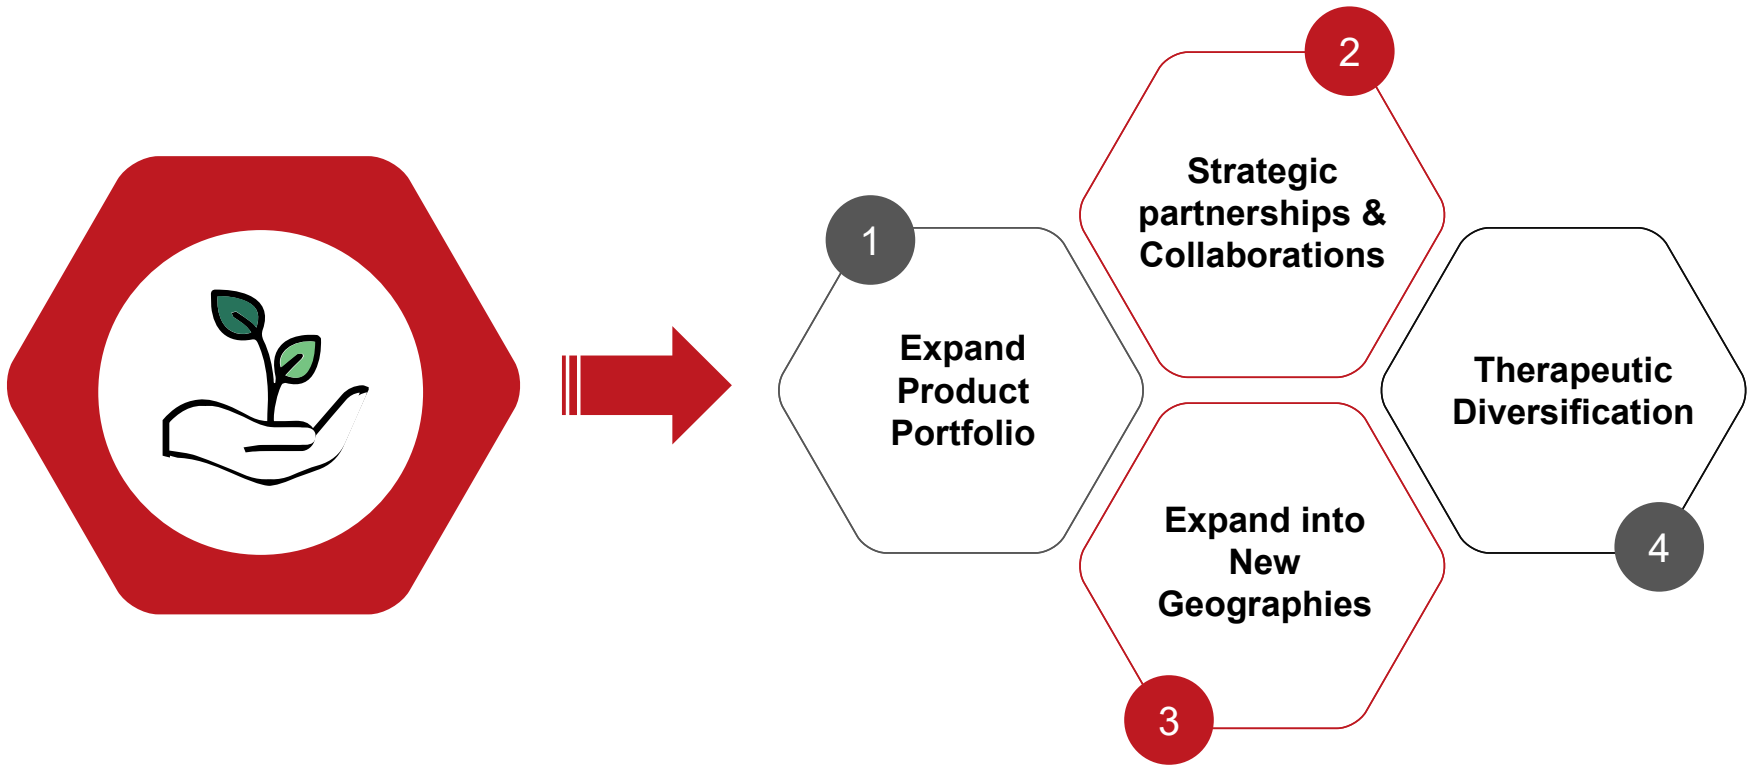 1
Expand
Product
Portfolio
2
Strategic
partnerships &
Collaborations
3
Expand into
New
Geographies
4
Therapeutic
Diversification